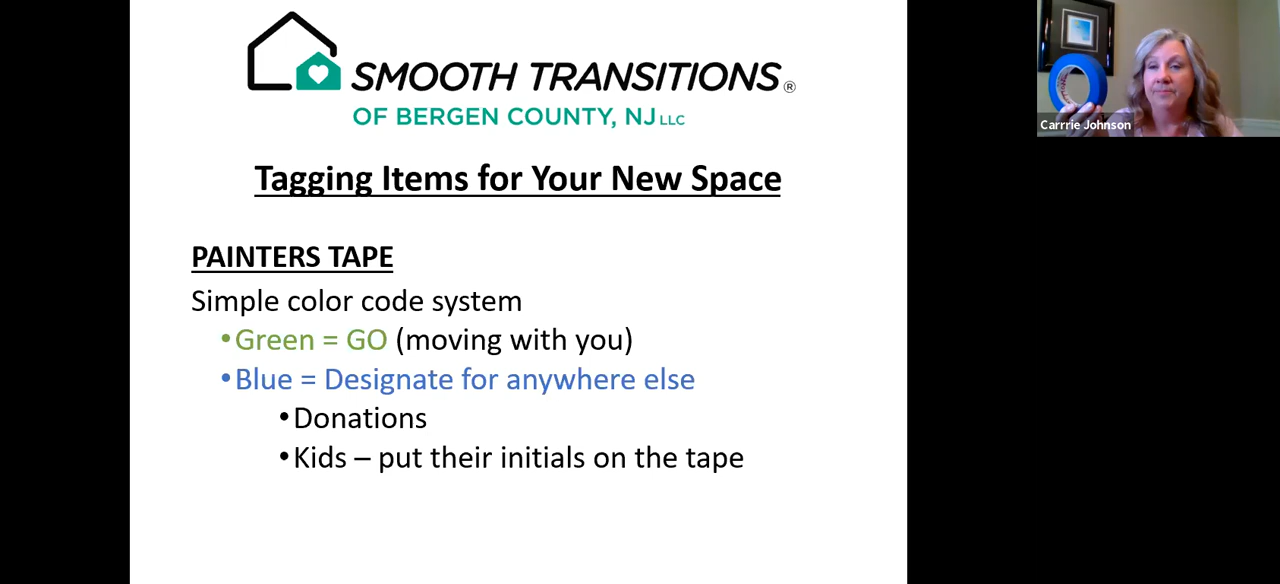 SMOOTH TRANSITIONS®
OF BERGEN COUNTY, NJ LLC
Tagging Items for Your New Space
PAINTERS TAPE
Simple color code system
•Green = GO (moving with you)
•Blue = Designate for anywhere else
•Donations
•Kids – put their initials on the tape
Carrrie Johnson